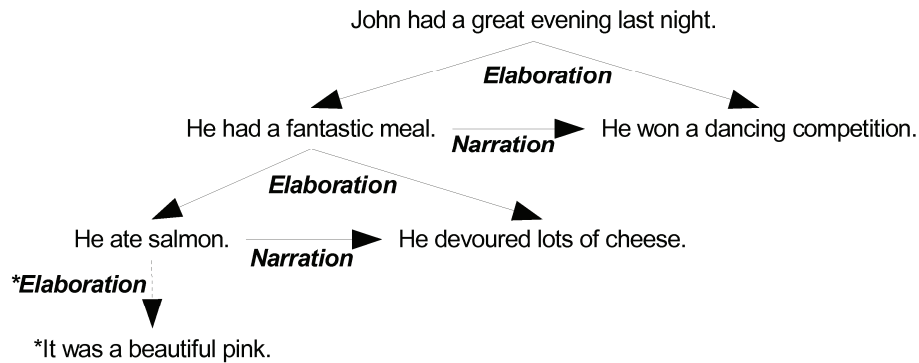 John had a great evening last night.
Elaboration
He had a fantastic meal.
Narration
He won a dancing competition.
Elaboration
He ate salmon.
Narration
He devoured lots of cheese.
*Elaboration
*It was a beautiful pink.